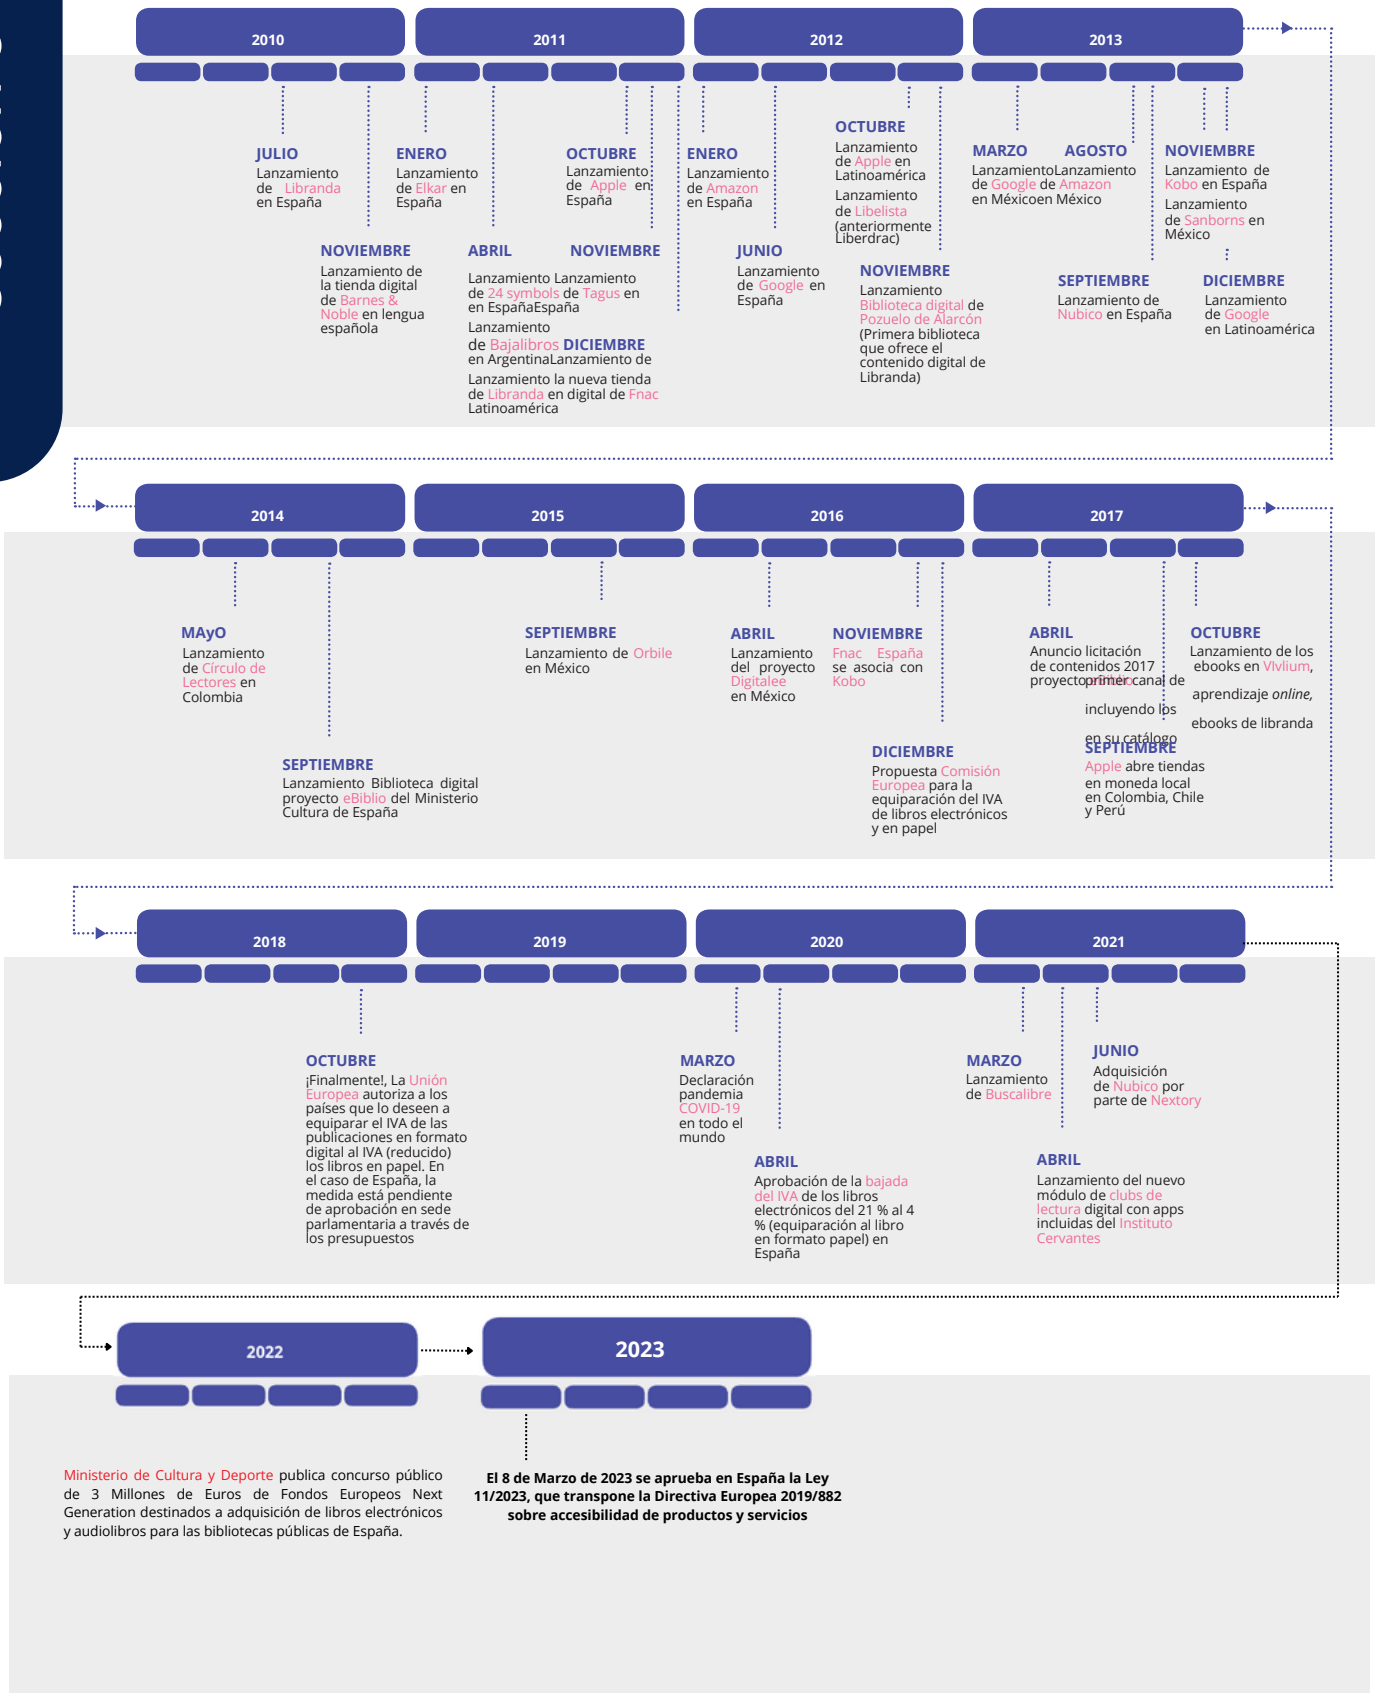 2010
2011
2012
2013
JULIO
Lanzamiento
de Libranda
en España
NOVIEMBRE
Lanzamiento de
la tienda digital
de Barnes &
Noble en lengua
española
ENERO
Lanzamiento
de Elkar en
España
ABRIL
Lanzamiento
de 24 symbols
en España
Lanzamiento
de Bajalibros
en Argentina
Lanzamiento
de Libranda en
Latinoamérica
OCTUBRE
Lanzamiento
de Apple en
España
NOVIEMBRE
Lanzamiento
de Tagus en
España
DICIEMBRE
Lanzamiento de
la nueva tienda
digital de Fnac
ENERO
Lanzamiento
de Amazon
en España
JUNIO
Lanzamiento
de Google en
España
OCTUBRE
Lanzamiento
de Apple en
Latinoamérica
Lanzamiento
de Libelista
(anteriormente
Liberdrac)
NOVIEMBRE
Lanzamiento
Biblioteca digital de
Pozuelo de Alarcón
(Primera biblioteca
que ofrece el
contenido digital de
Libranda)
MARZO
Lanzamiento
de Google
en México
AGOSTO
Lanzamiento
de Amazon
en México
SEPTIEMBRE
Lanzamiento de
Nubico en España
NOVIEMBRE
Lanzamiento de
Kobo en España
Lanzamiento
de Sanborns en
México
DICIEMBRE
Lanzamiento
de Google
en Latinoamérica
2014
2015
2016
2017
MAyO
Lanzamiento
de Círculo de
Lectores en
Colombia
SEPTIEMBRE
Lanzamiento Biblioteca digital
proyecto eBiblio del Ministerio
Cultura de España
SEPTIEMBRE
Lanzamiento de Orbile
en México
ABRIL
Lanzamiento
del proyecto
Digitalee
en México
NOVIEMBRE
Fnac España
se asocia con
Kobo
DICIEMBRE
Propuesta Comisión
Europea para la
equiparación del IVA
de libros electrónicos
y en papel
ABRIL
Anuncio licitación
de contenidos 2017
proyecto eBiblio
OCTUBRE
Lanzamiento de los
ebooks en VIvlium,
primer canal de
aprendizaje online,
incluyendo los
ebooks de libranda
en su catálogo
SEPTIEMBRE
Apple abre tiendas
en moneda local
en Colombia, Chile
y Perú
2018
2019
2020
2021
OCTUBRE
¡Finalmente!, La Unión
Europea autoriza a los
países que lo deseen a
equiparar el IVA de las
publicaciones en formato
digital al IVA (reducido)
los libros en papel. En
el caso de España, la
medida está pendiente
de aprobación en sede
parlamentaria a través de
los presupuestos
MARZO
Declaración
pandemia
COVID-19
en todo el
mundo
ABRIL
Aprobación de la bajada
del IVA de los libros
electrónicos del 21 % al 4
% (equiparación al libro
en formato papel) en
España
MARZO
Lanzamiento
de Buscalibre
JUNIO
Adquisición
de Nubico por
parte de Nextory
ABRIL
Lanzamiento del nuevo
módulo de clubs de
lectura digital con apps
incluidas del Instituto
Cervantes
2022
2023
Ministerio de Cultura y Deporte publica concurso público
de 3 Millones de Euros de Fondos Europeos Next
Generation destinados a adquisición de libros electrónicos
y audiolibros para las bibliotecas públicas de España.
El 8 de Marzo de 2023 se aprueba en España la Ley
11/2023, que transpone la Directiva Europea 2019/882
sobre accesibilidad de productos y servicios